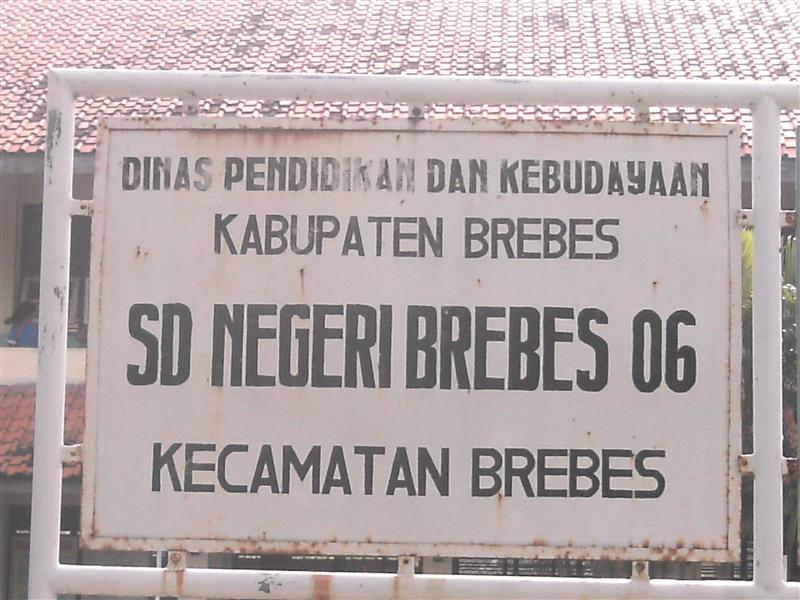 DINAS PENDIDIKAN DAN KEBUDAYAAN
KABUPATEN BREBES
SD NEGERI BREBES 06
KECAMATAN BREBES